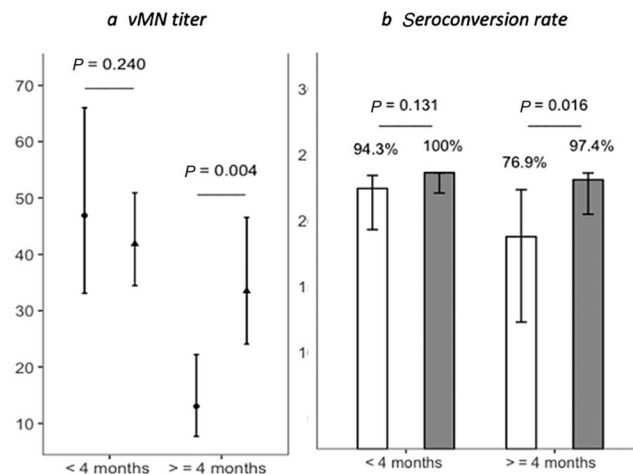 a vMN titer
b Seroconversion rate
P = 0.240
P = 0.004
70
60
50
40
30
20
10
< 4 months
> = 4 months
P = 0.131
P = 0.016
94.3%
100%
76.9%
97.4%
< 4 months
> = 4 months